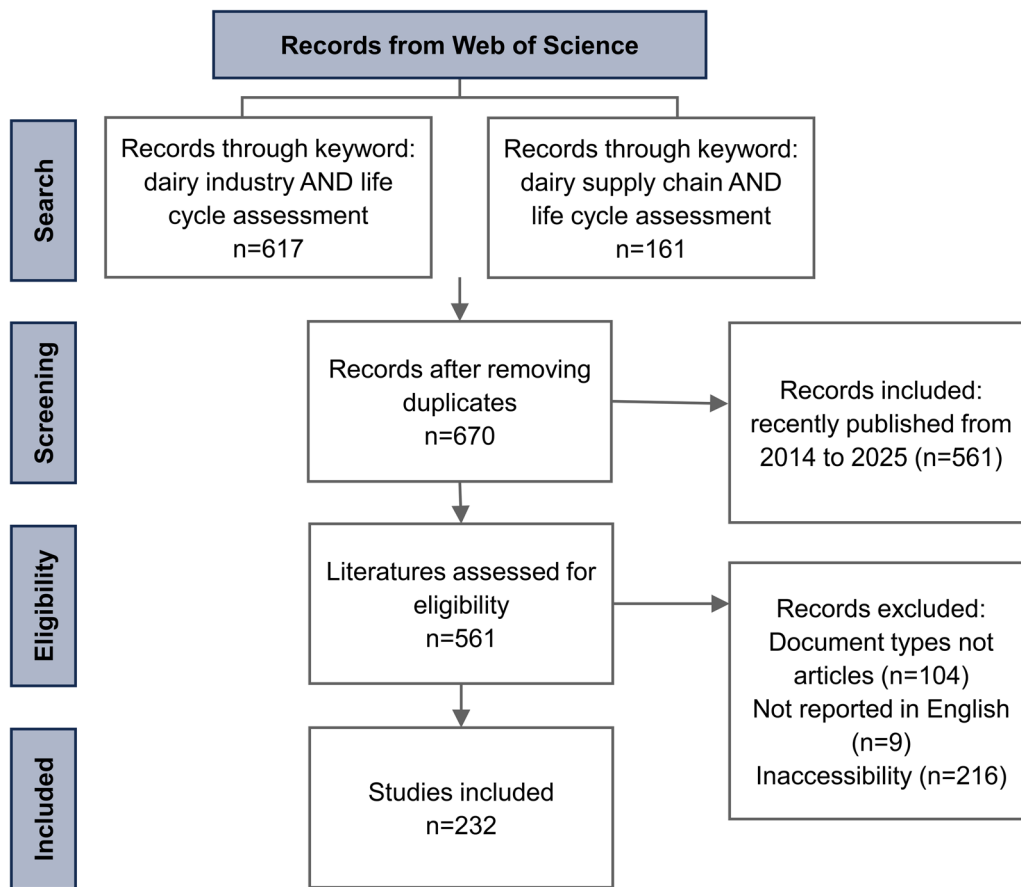 Records from Web of Science
Search
Records through keyword:
dairy industry AND life
cycle assessment
n=617
Records through keyword:
dairy supply chain AND
life cycle assessment
n=161
Screening
Records after removing
duplicates
n=670
Records included:
recently published from
2014 to 2025 (n=561)
Eligibility
Literatures assessed for
eligibility
n=561
Records excluded:
Document types not
articles (n=104)
Not reported in English
(n=9)
Inaccessibility (n=216)
Included
Studies included
n=232